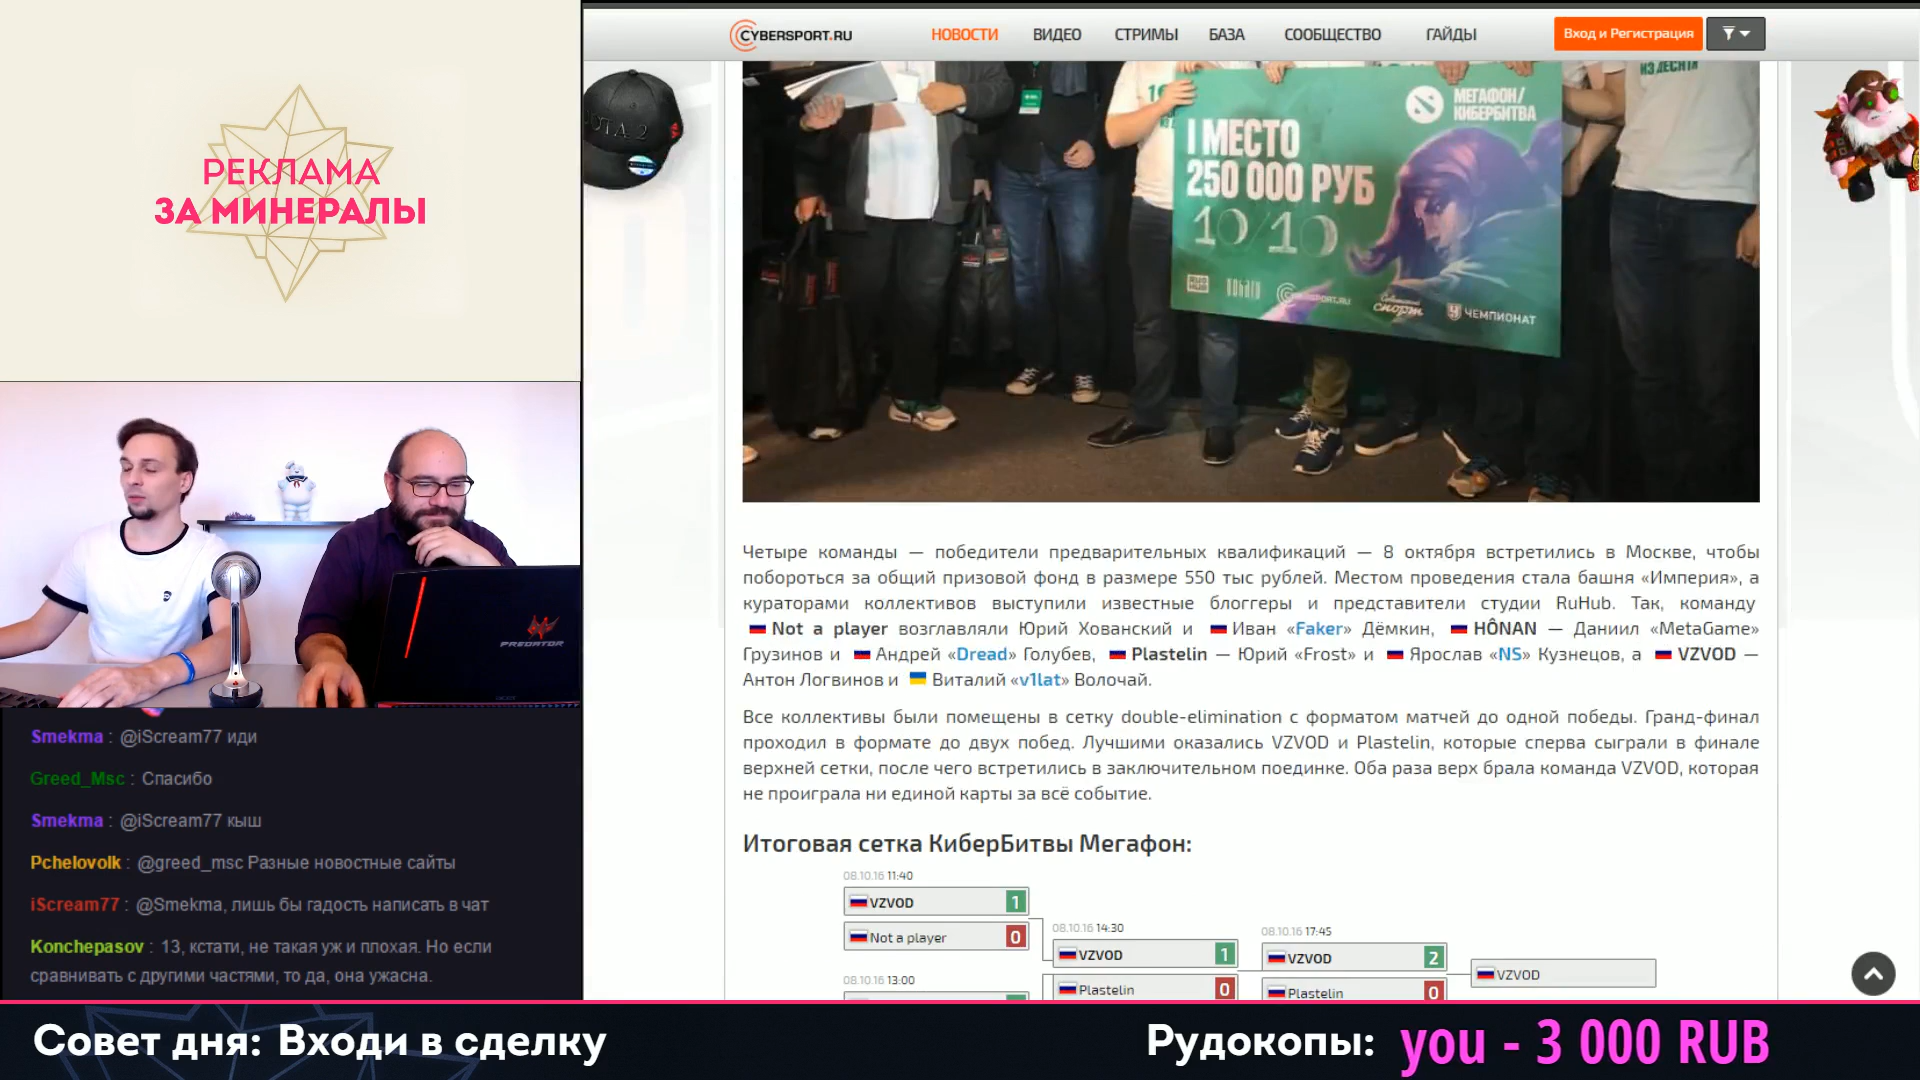 РЕКЛАМА
ЗА МИНЕРАЛЫ
CYBERSPORT.RU
НОВОСТИ
ВИДЕО
СТРИМЫ
БАЗА
СООБЩЕСТВО
ГАЙДЫ
Вход и Регистрация
МЕГАФОН/
КИБЕРБИТВА
I МЕСТО
250 000 РУБ
10/10
CYBERSPORT.RU
Советский спорт
ЧЕМПИОНАТ
ИЗ ДЕСЯТИ
DOTA 2
PREDATOR
Четыре команды — победители предварительных квалификаций — 8 октября встретились в Москве, чтобы
побороться за общий призовой фонд в размере 550 тыс рублей. Местом проведения стала башня «Империя», а
кураторами коллективов выступили известные блоггеры и представители студии RuHub. Так, команду
Not a player возглавляли Юрий Хованский и Иван «Faker» Дёмкин, HÔNAN — Даниил «MetaGame»
Грузинов и Андрей «Dread» Голубев, Plastelin — Юрий «Frost» и Ярослав «NS» Кузнецов, а VZVOD —
Антон Логвинов и Виталий «v1lat» Волочай.
Все коллективы были помещены в сетку double-elimination с форматом матчей до одной победы. Гранд-финал
проходил в формате до двух побед. Лучшими оказались VZVOD и Plastelin, которые сперва сыграли в финале
верхней сетки, после чего встретились в заключительном поединке. Оба раза верх брала команда VZVOD, которая
не проиграла ни единой карты за всё событие.
Итоговая сетка КиберБитвы Мегафон:
08.10.16 11:40
VZVOD 1
Not a player 0
08.10.16 13:00
08.10.16 14:30
VZVOD 1
Plastelin 0
08.10.16 17:45
VZVOD 2
Plastelin 0
VZVOD
Smekma : @iScream77 иди
Greed_Msc : Спасибо
Smekma : @iScream77 кыш
Pchelovolk : @greed_msc Разные новостные сайты
iScream77 : @Smekma, лишь бы гадость написать в чат
Konchepasov : 13, кстати, не такая уж и плохая. Но если
сравнивать с другими частями, то да, она ужасна.
Совет дня: Входи в сделку
Рудокопы: you - 3 000 RUB